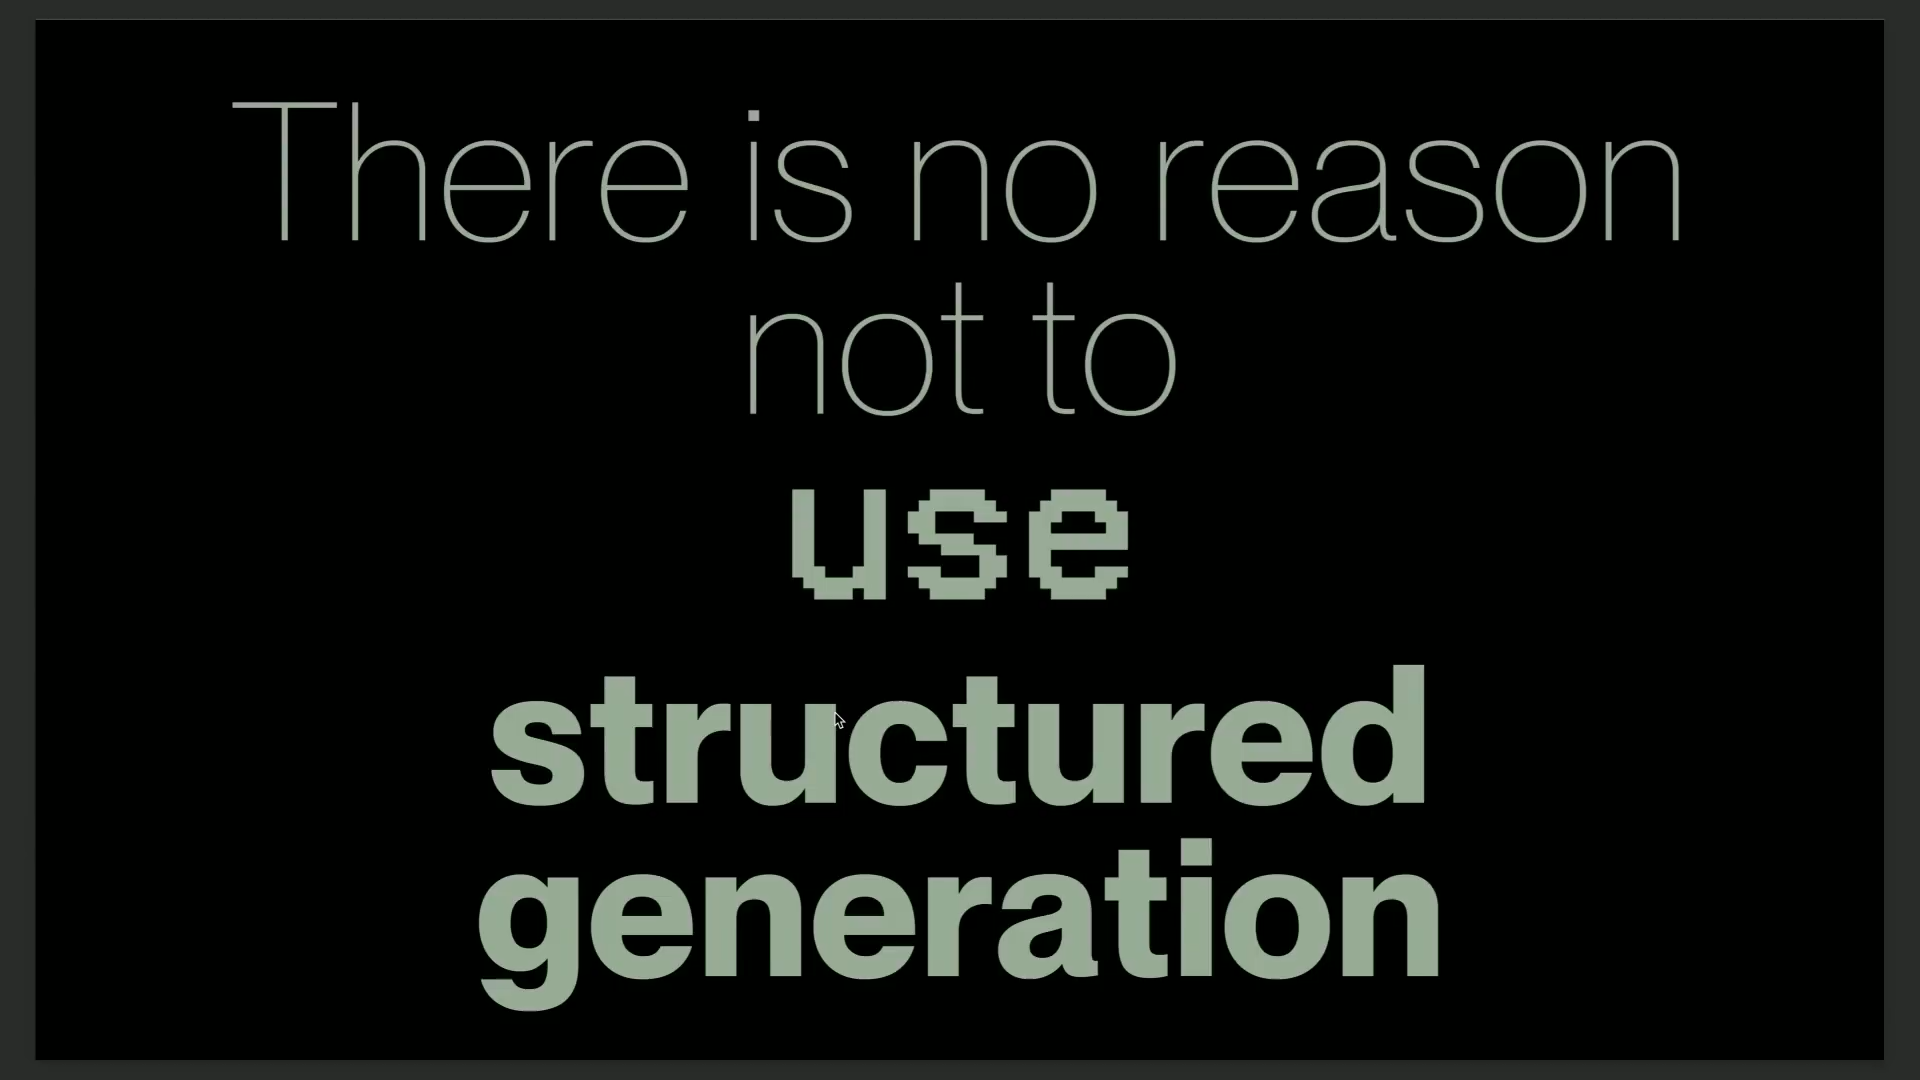 There is no reason
not to
use
structured
generation